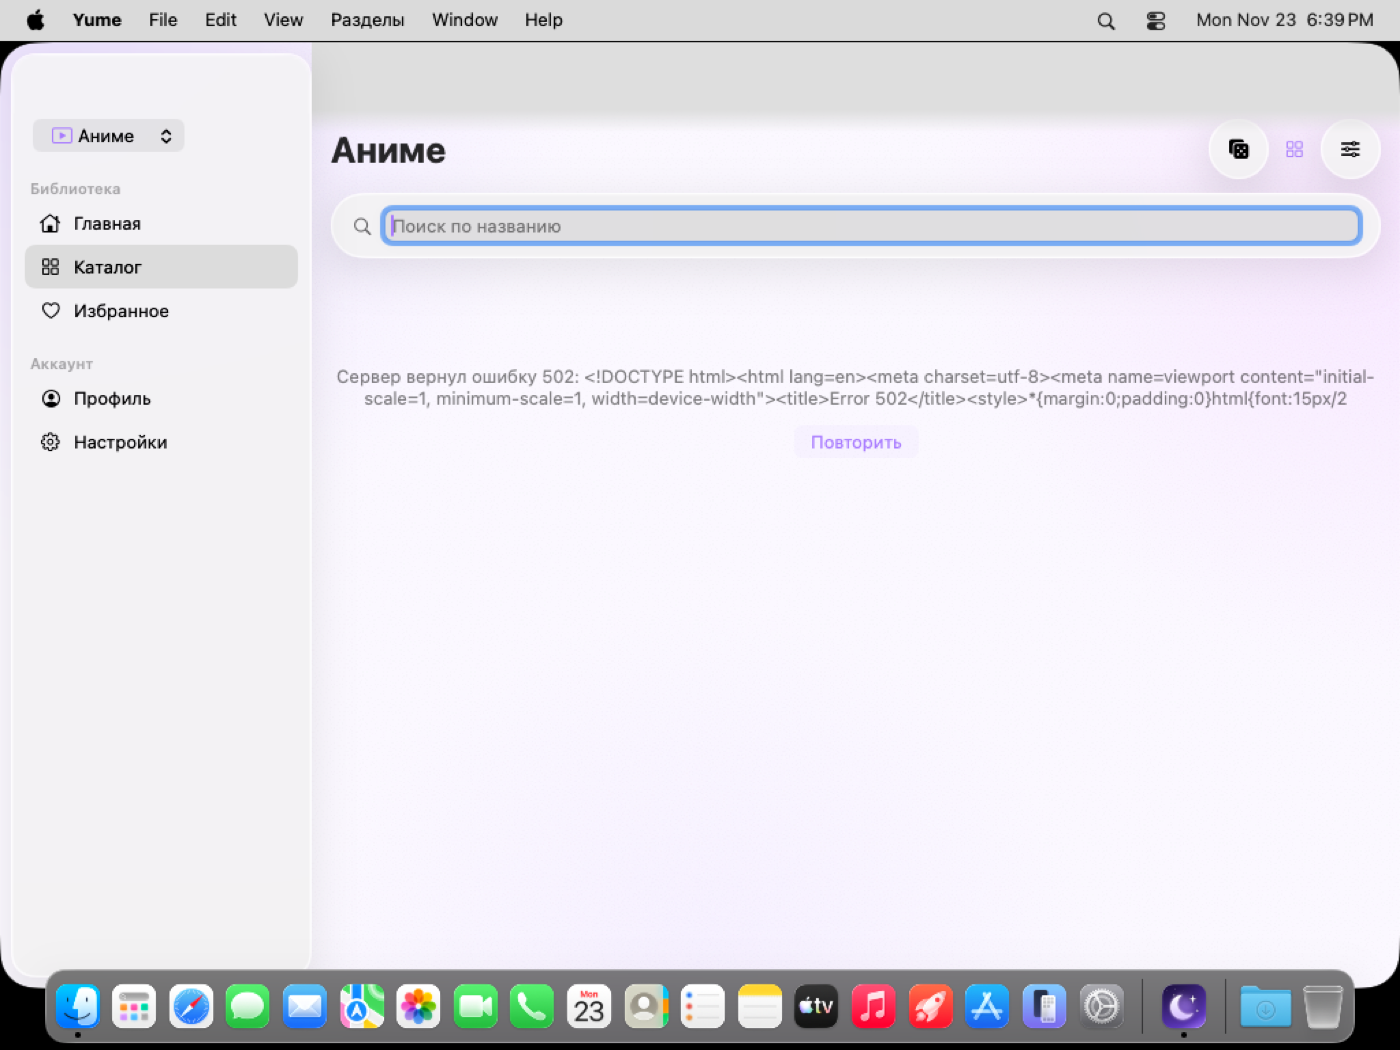 Yume File Edit View Разделы Window Help Mon Nov 23 6:39 PM
Аниме
Библиотека
Главная
Каталог
Избранное
Аккаунт
Профиль
Настройки
Аниме
Поиск по названию
Сервер вернул ошибку 502: <!DOCTYPE html><html lang=en><meta charset=utf-8><meta name=viewport content="initial-
scale=1, minimum-scale=1, width=device-width"><title>Error 502</title><style>*{margin:0;padding:0}html{font:15px/2
Повторить
Mon
23
tv